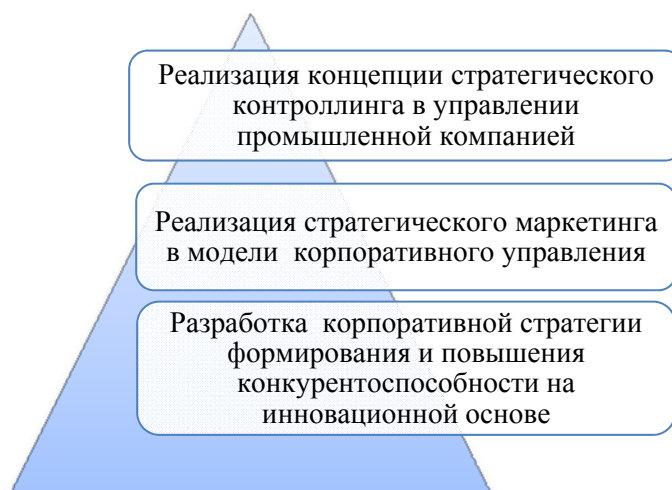 Реализация концепции стратегического
контроллинга в управлении
промышленной компанией
Реализация стратегического маркетинга
в модели корпоративного управления
Разработка корпоративной стратегии
формирования и повышения
конкурентоспособности на
инновационной основе